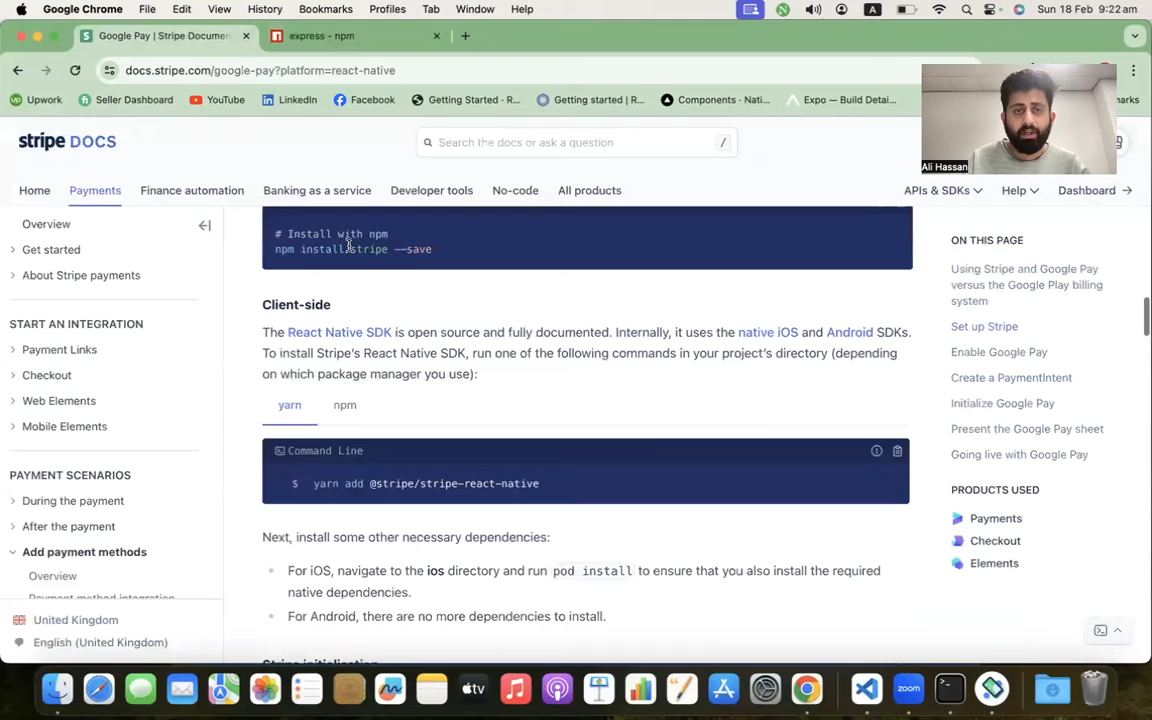 Google Chrome File Edit View History Bookmarks Profiles Tab Window Help
A Sun 18 Feb 9:22 am
Google Pay | Stripe Documen
express - npm
docs.stripe.com/google-pay?platform=react-native
Upwork Seller Dashboard YouTube LinkedIn Facebook Getting Started - R... Getting started | R... Components · Nati... Expo — Build Detai...
Ali Hassan
stripe DOCS
Search the docs or ask a question /
Home Payments Finance automation Banking as a service Developer tools No-code All products
APIs & SDKs Help Dashboard
Overview
Get started
About Stripe payments
START AN INTEGRATION
Payment Links
Checkout
Web Elements
Mobile Elements
PAYMENT SCENARIOS
During the payment
After the payment
Add payment methods
Overview
Payment method integration
United Kingdom
English (United Kingdom)
# Install with npm
npm install stripe --save
Client-side
The React Native SDK is open source and fully documented. Internally, it uses the native iOS and Android SDKs.
To install Stripe's React Native SDK, run one of the following commands in your project's directory (depending
on which package manager you use):
yarn npm
Command Line
$ yarn add @stripe/stripe-react-native
Next, install some other necessary dependencies:
For iOS, navigate to the ios directory and run pod install to ensure that you also install the required
native dependencies.
For Android, there are no more dependencies to install.
Stripe initialisation
ON THIS PAGE
Using Stripe and Google Pay
versus the Google Play billing
system
Set up Stripe
Enable Google Pay
Create a PaymentIntent
Initialize Google Pay
Present the Google Pay sheet
Going live with Google Pay
PRODUCTS USED
Payments
Checkout
Elements
tv
zoom